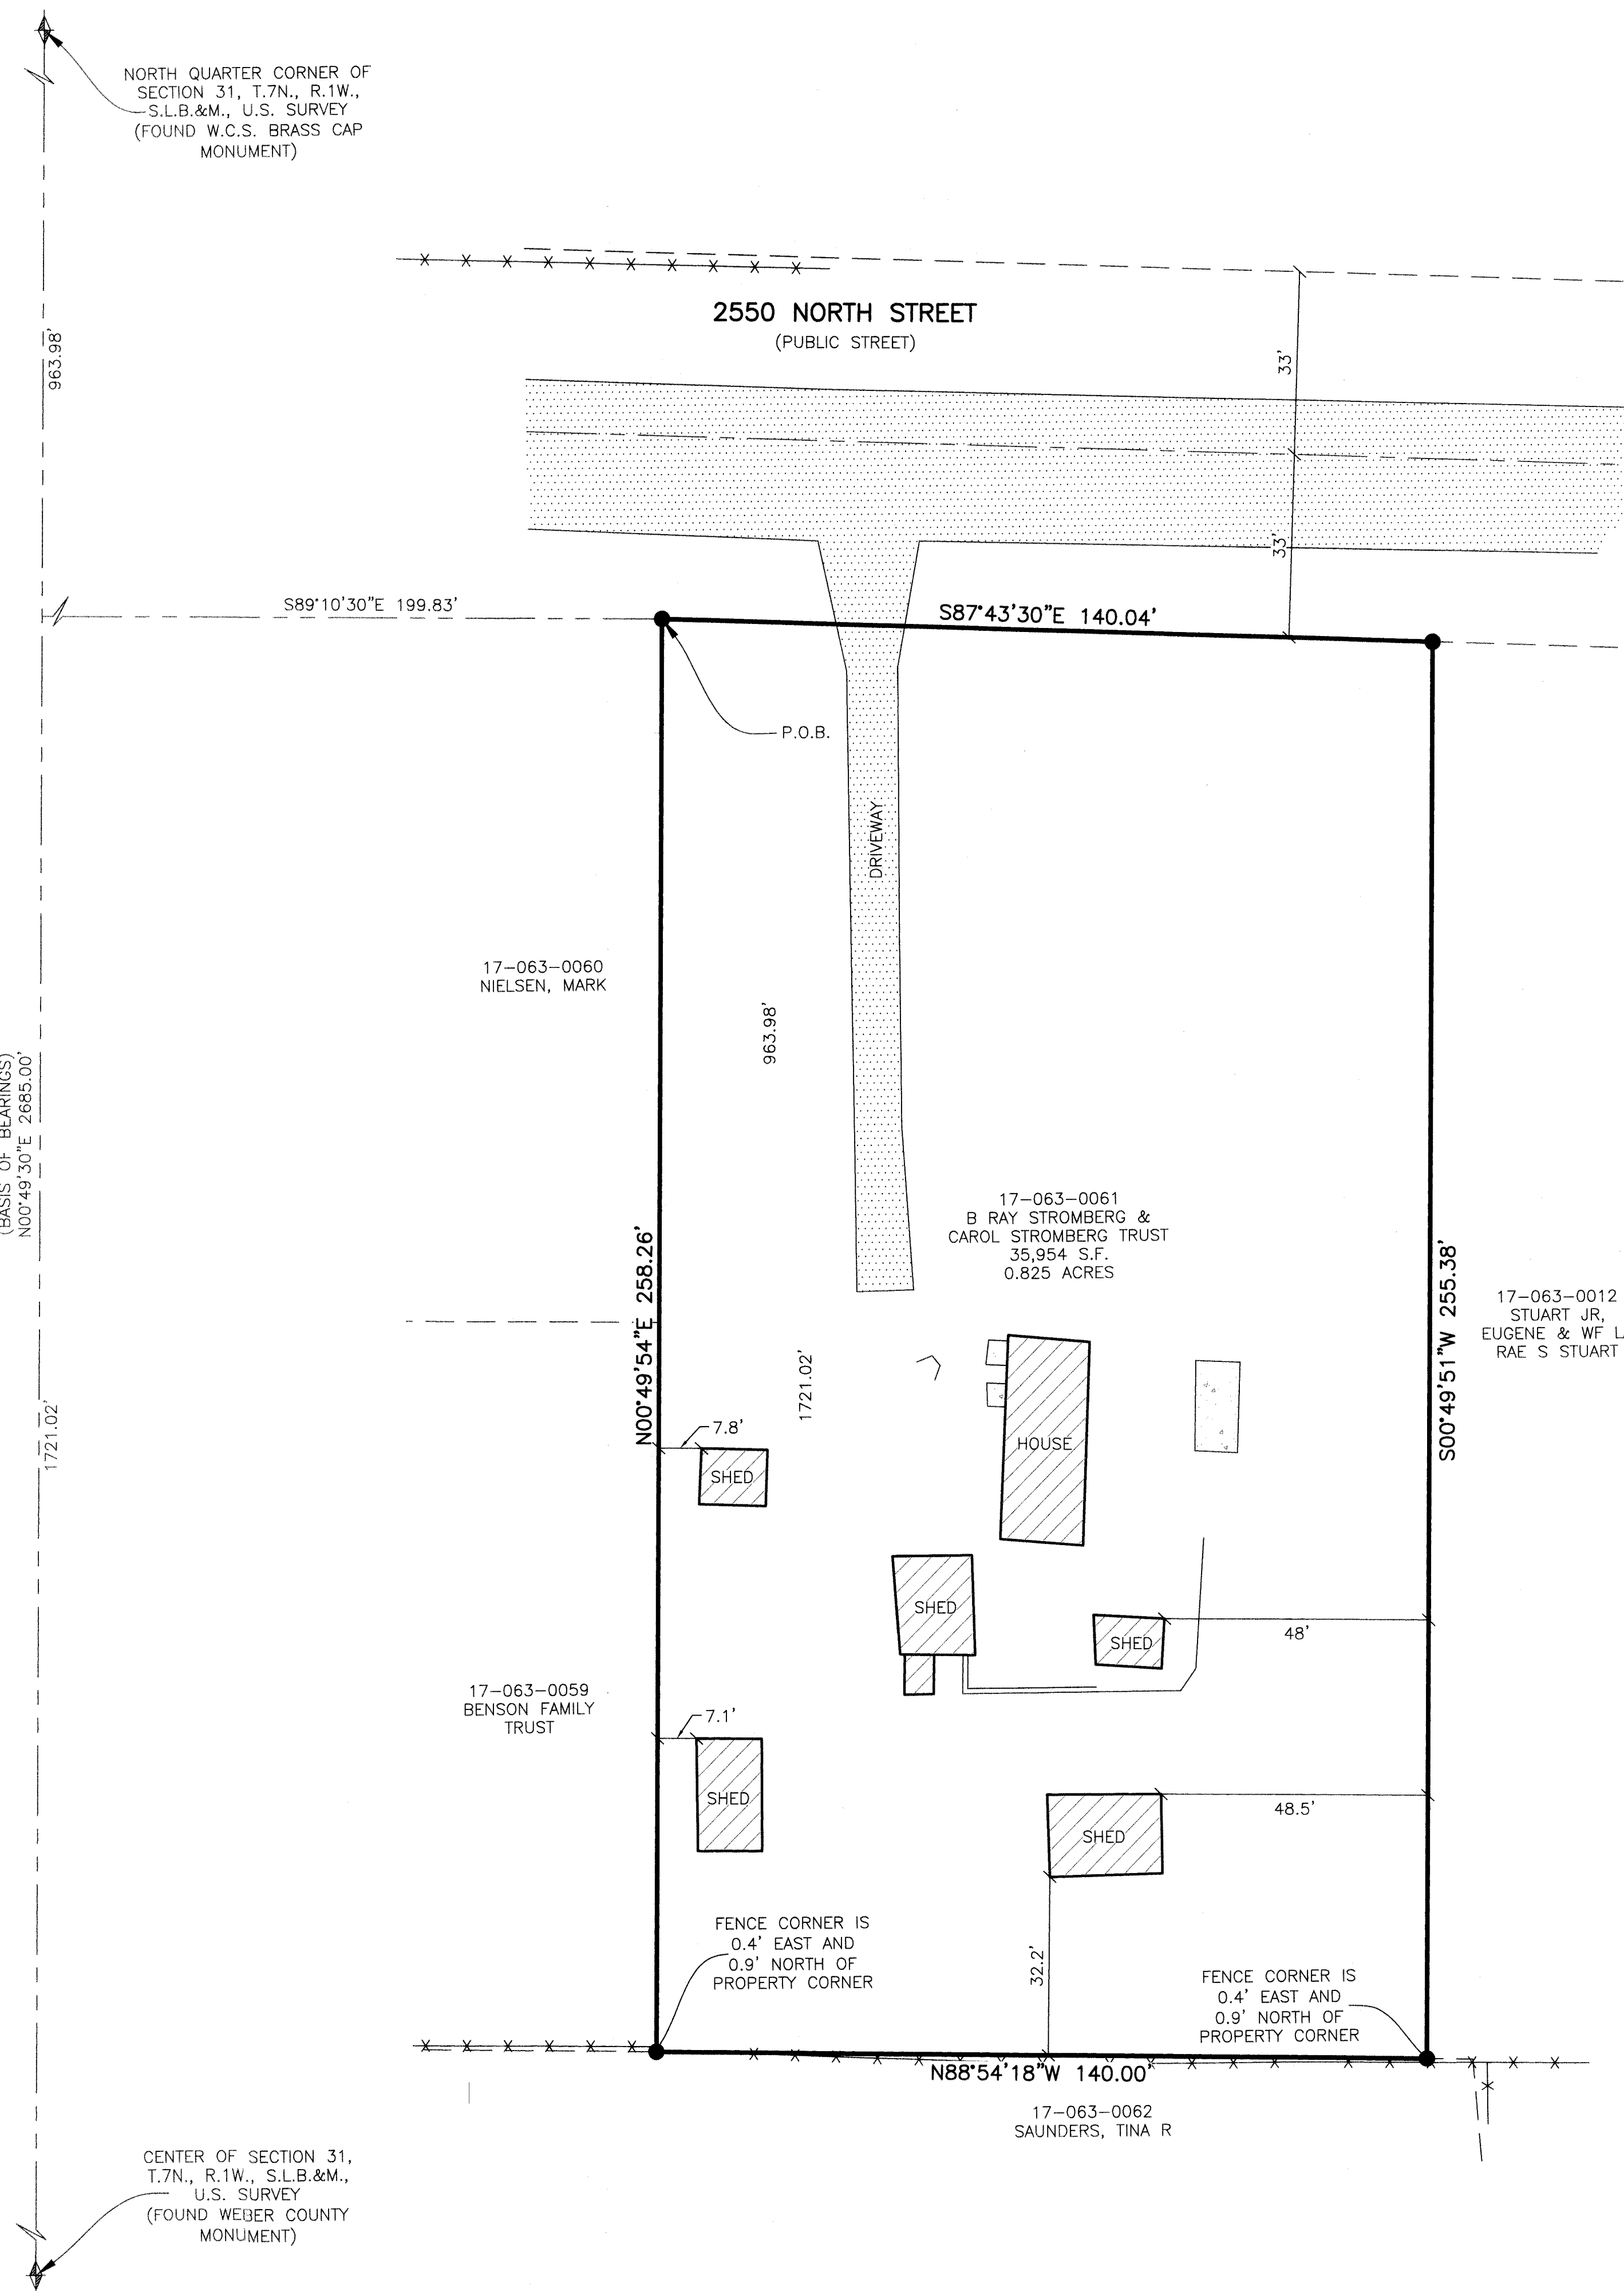 NORTH QUARTER CORNER OF
SECTION 31, T.7N., R.1W.,
S.L.B.&M., U.S. SURVEY
(FOUND W.C.S. BRASS CAP
MONUMENT)
963.98'
2550 NORTH STREET
(PUBLIC STREET)
33'
33'
S89°10'30"E 199.83'
S87°43'30"E 140.04'
P.O.B.
DRIVEWAY
17-063-0060
NIELSEN, MARK
963.98'
(BASIS OF BEARINGS)
N00°49'30"E 2685.00'
17-063-0061
B RAY STROMBERG &
CAROL STROMBERG TRUST
35,954 S.F.
0.825 ACRES
N00°49'54"E 258.26'
S00°49'51"W 255.38'
17-063-0012
STUART JR,
EUGENE & WF
RAE S STUART
1721.02'
1721.02'
7.8'
SHED
HOUSE
SHED
SHED
48'
17-063-0059
BENSON FAMILY
TRUST
7.1'
SHED
SHED
48.5'
32.2'
FENCE CORNER IS
0.4' EAST AND
0.9' NORTH OF
PROPERTY CORNER
FENCE CORNER IS
0.4' EAST AND
0.9' NORTH OF
PROPERTY CORNER
N88°54'18"W 140.00'
17-063-0062
SAUNDERS, TINA R
CENTER OF SECTION 31,
T.7N., R.1W., S.L.B.&M.,
U.S. SURVEY
(FOUND WEBER COUNTY
MONUMENT)